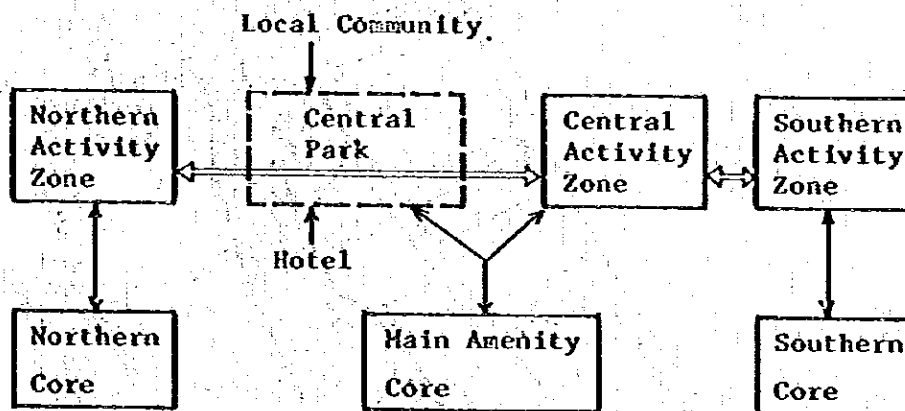 Local Community.
Northern
Activity
Zone
Central
Park
Central
Activity
Zone
Southern
Activity
Zone
Hotel
Northern
Core
Main Amenity
Core
Southern
Core